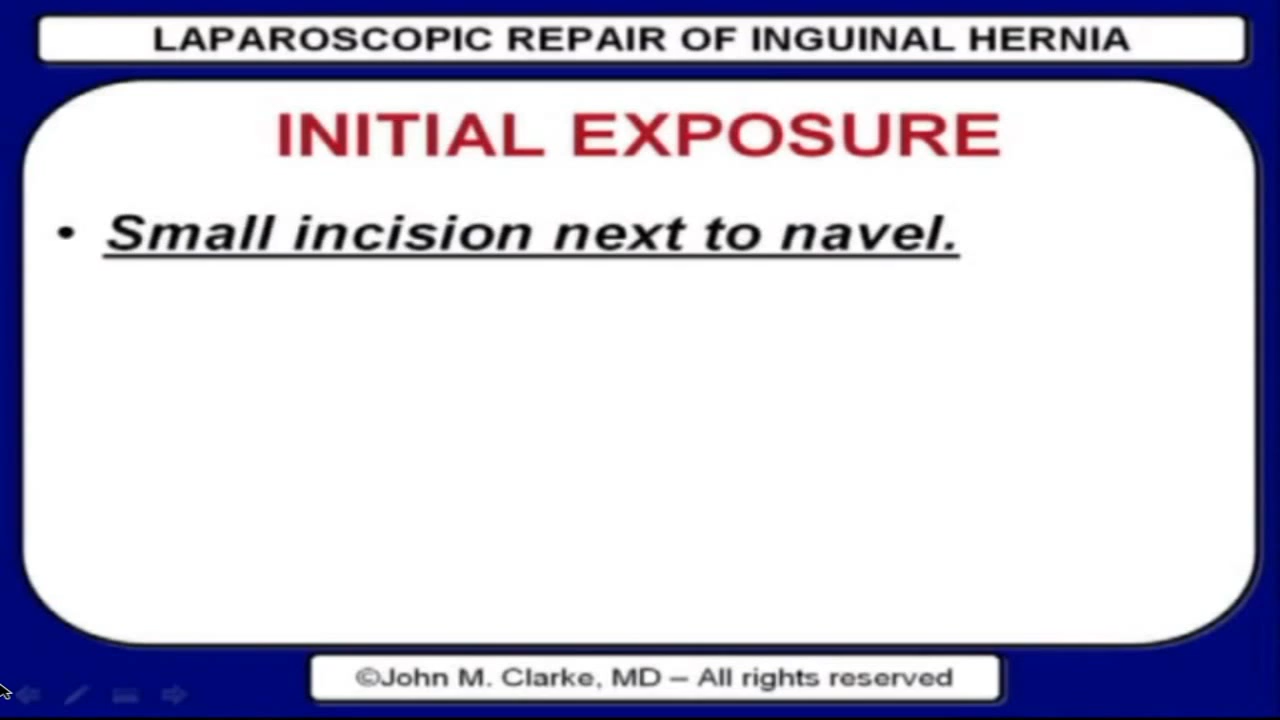 LAPAROSCOPIC REPAIR OF INGUINAL HERNIA
INITIAL EXPOSURE
• Small incision next to navel.
©John M. Clarke, MD – All rights reserved